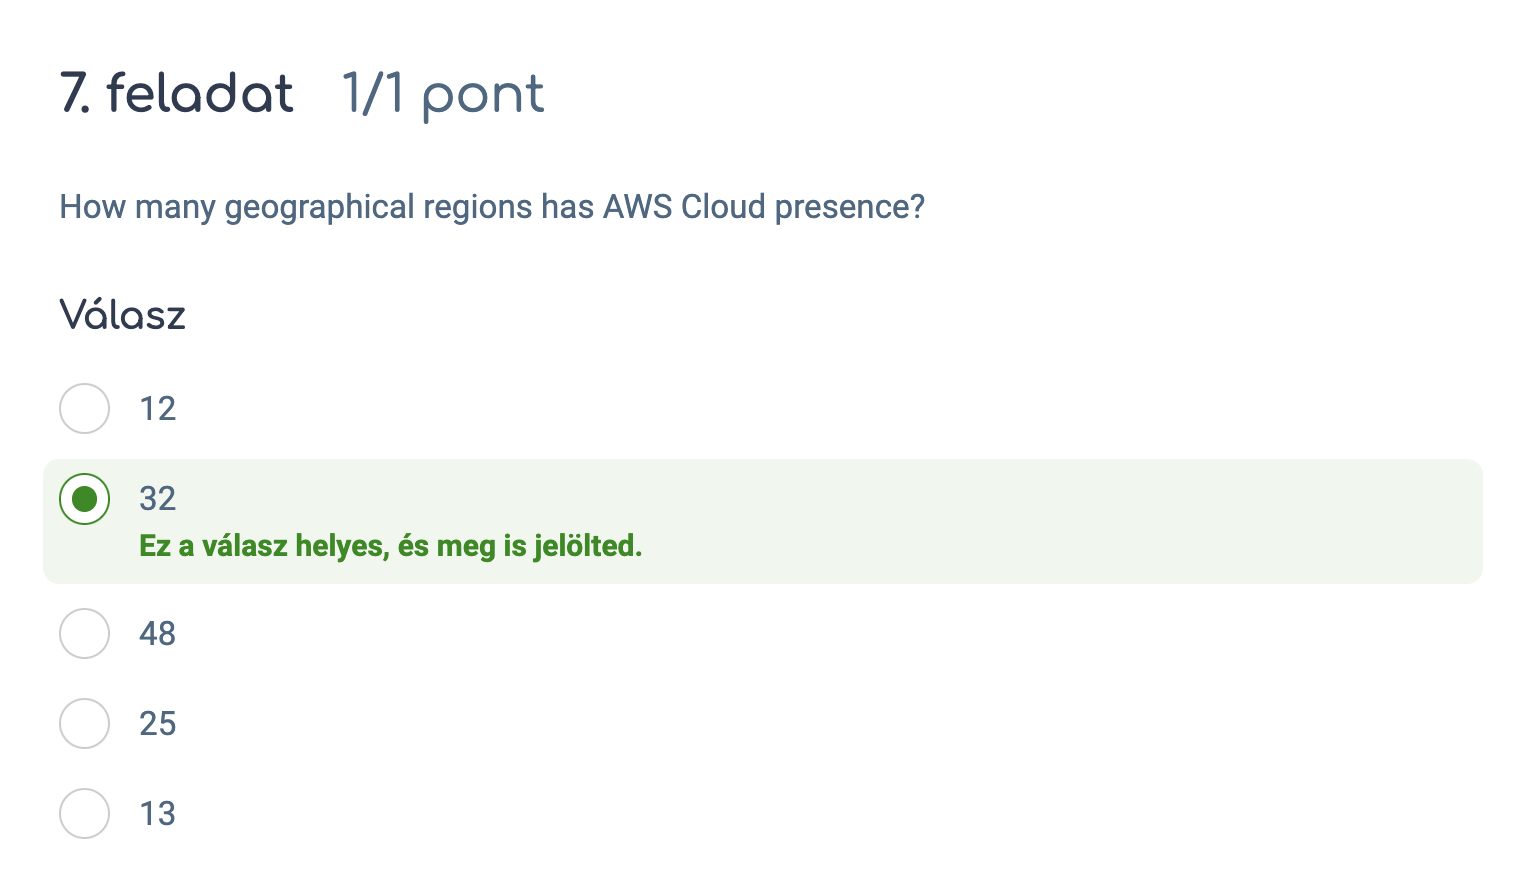 7. feladat 1/1 pont
How many geographical regions has AWS Cloud presence?
Válasz
12
32
Ez a válasz helyes, és meg is jelölted.
48
25
13